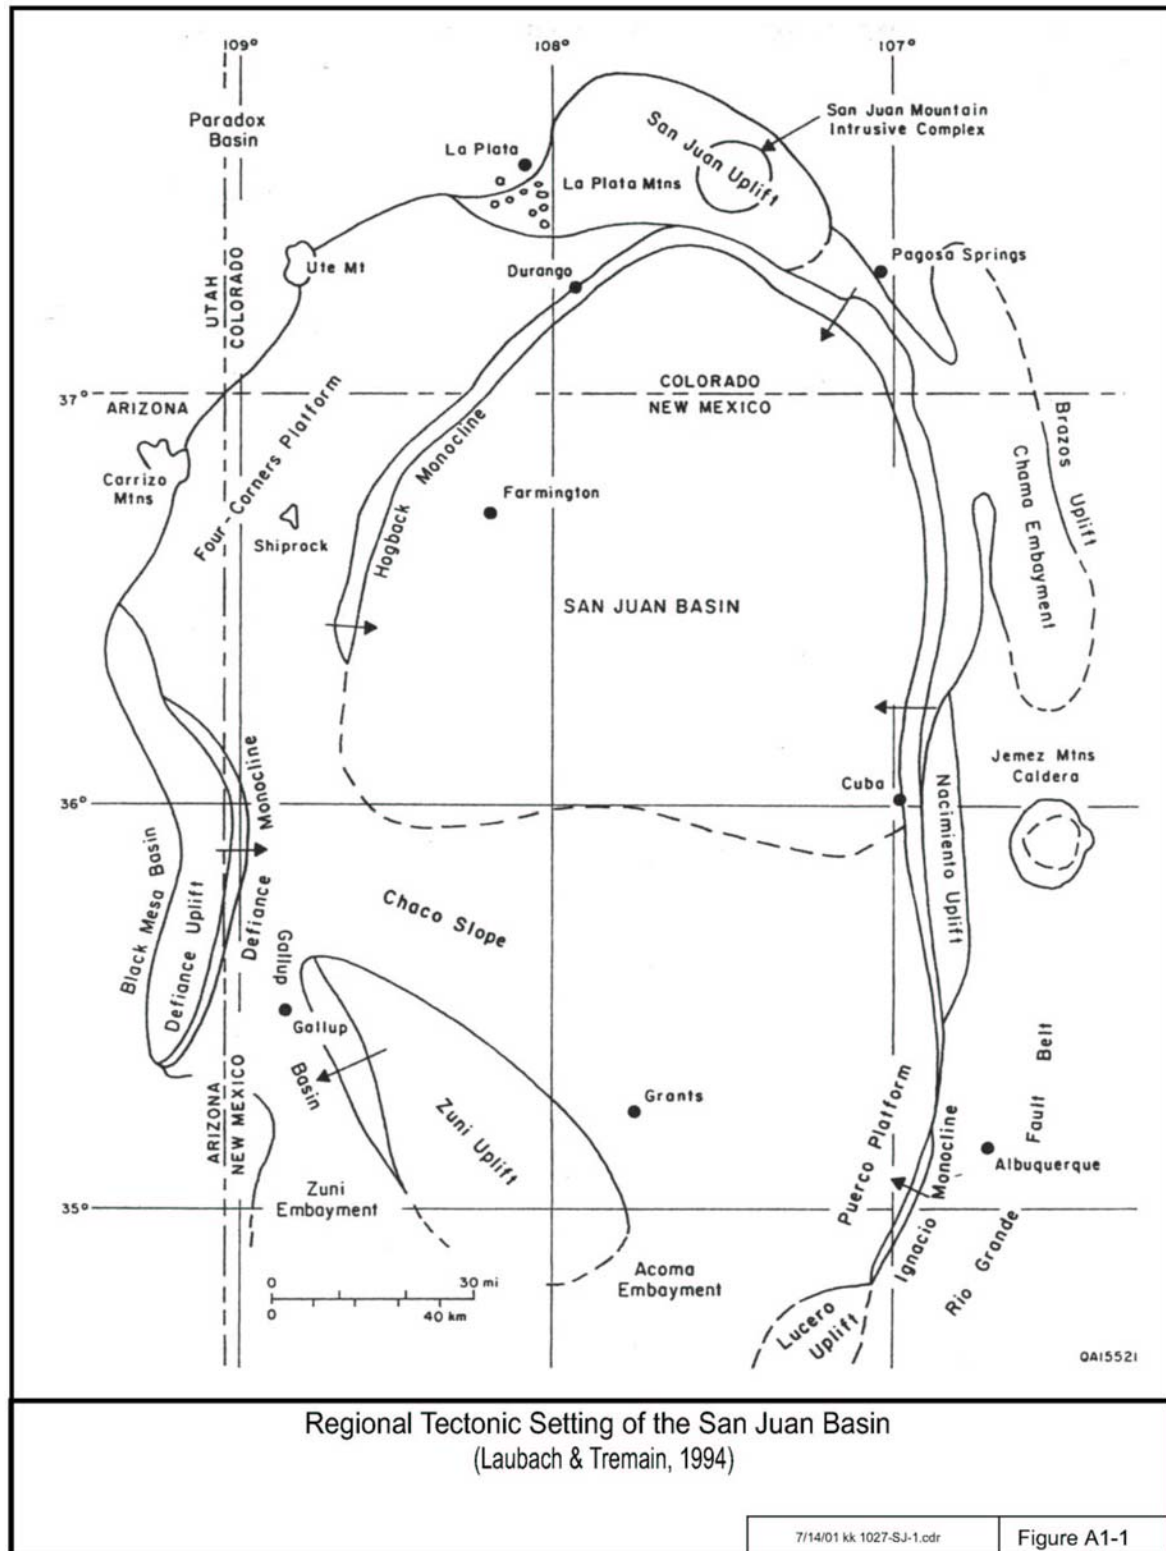 109°
108°
107°
Paradox
Basin
San Juan Mountain
Intrusive Complex
San Juan Uplift
La Plata
La Plata Mtns
Ute Mt
Durango
Pagosa Springs
UTAH
COLORADO
37°
ARIZONA
COLORADO
NEW MEXICO
Carrizo
Mtns
Four-Corners Platform
Hogback Monocline
Farmington
Shiprock
Brazos Uplift
Chama Embayment
SAN JUAN BASIN
Jemez Mtns
Caldera
36°
Cuba
Nacimiento Uplift
Black Mesa Basin
Defiance Uplift
Defiance Monocline
Chaco Slope
Gallup Basin
Gallup
Zuni Uplift
Grants
Puerco Platform
Ignacio Monocline
Albuquerque
Rio Grande Fault Belt
ARIZONA
NEW MEXICO
35°
Zuni
Embayment
Acoma
Embayment
Lucero
Uplift
0 30 mi
0 40 km
QA15521
Regional Tectonic Setting of the San Juan Basin
(Laubach & Tremain, 1994)
7/14/01 kk 1027-SJ-1.cdr
Figure A1-1